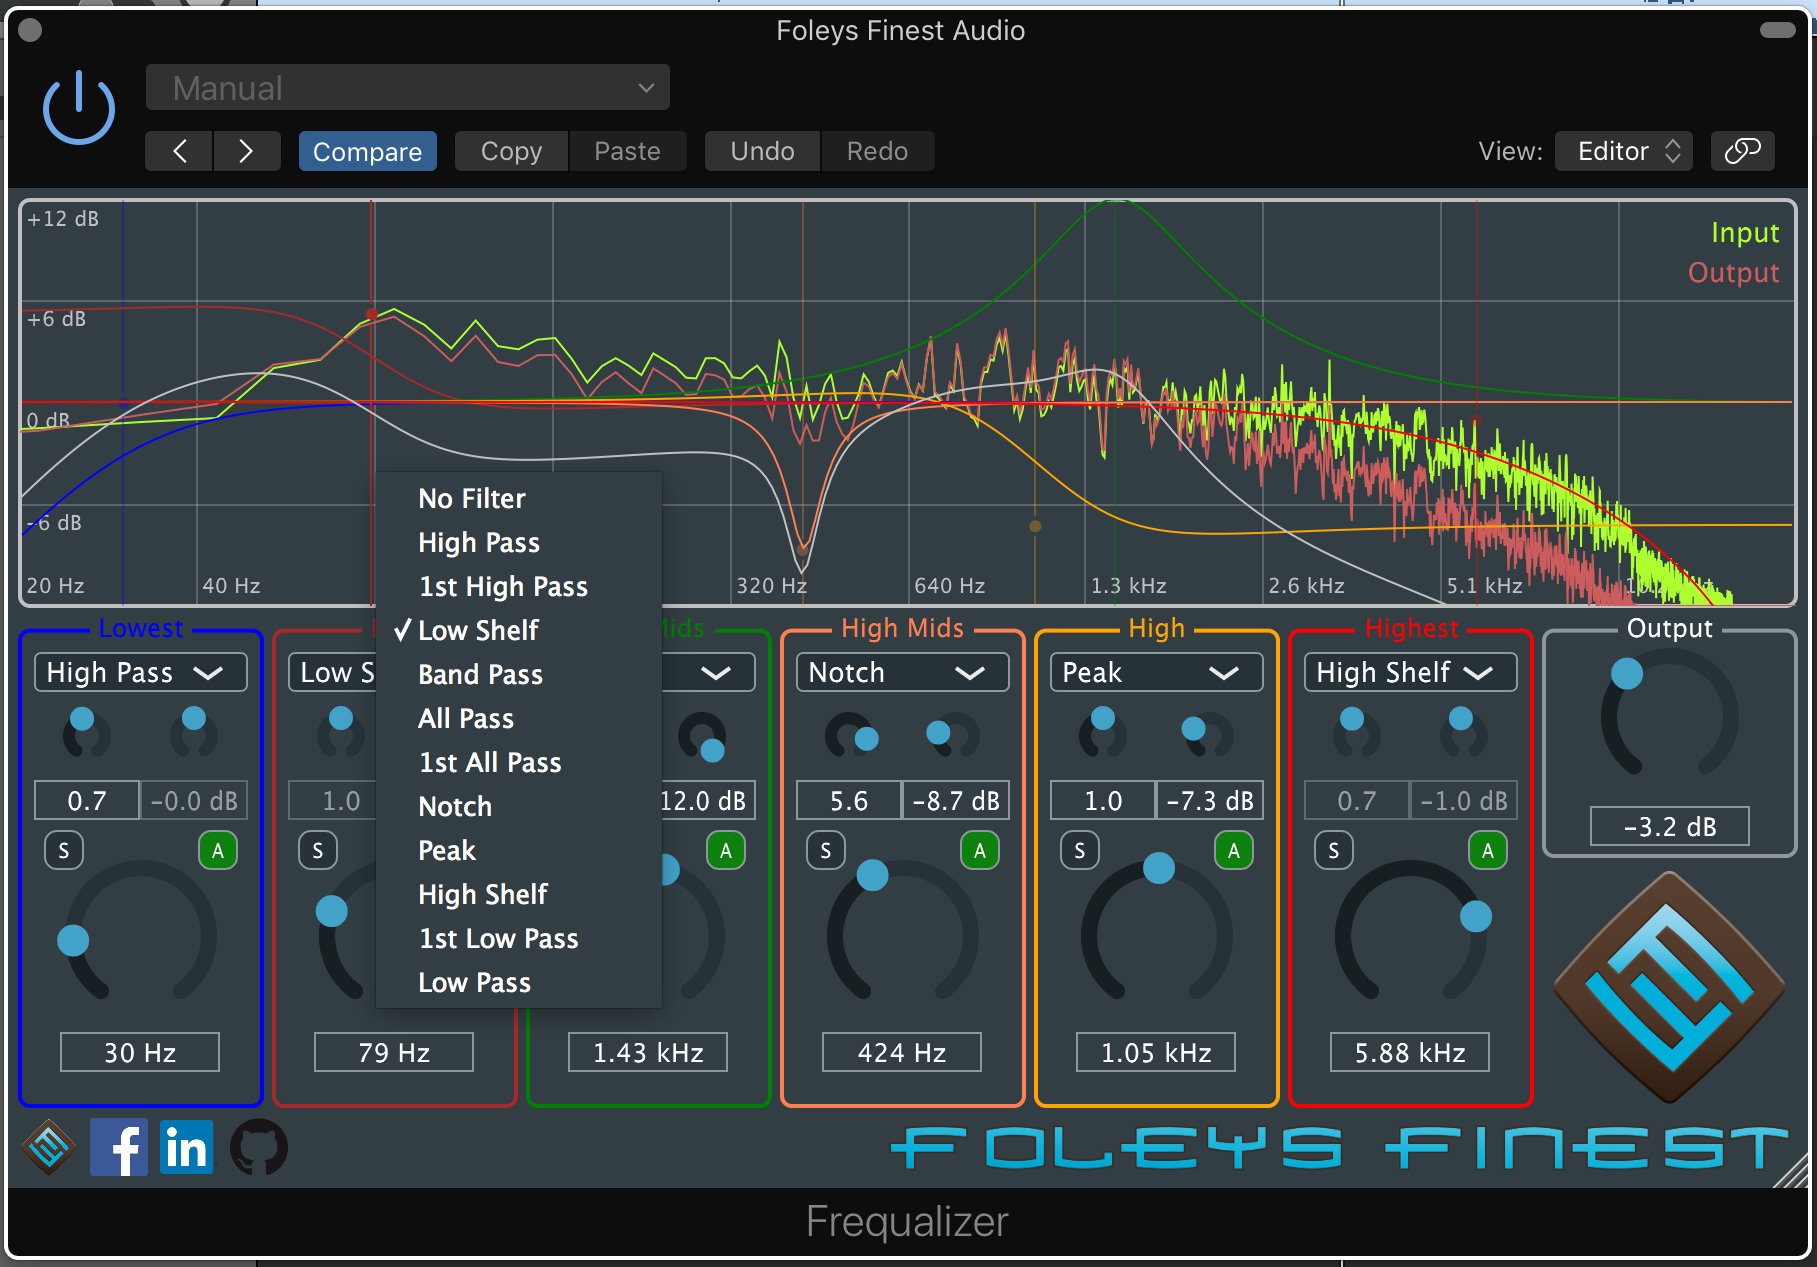 Foleys Finest Audio
Manual
Compare Copy Paste Undo Redo View: Editor
+12 dB
Input
Output
+6 dB
0 dB
-6 dB
20 Hz 40 Hz 320 Hz 640 Hz 1.3 kHz 2.6 kHz 5.1 kHz
No Filter
High Pass
1st High Pass
✓ Low Shelf
Band Pass
All Pass
1st All Pass
Notch
Peak
High Shelf
1st Low Pass
Low Pass
Lowest Mids High Mids High Highest Output
High Pass Low S Notch Peak High Shelf
0.7 -0.0 dB 1.0 12.0 dB 5.6 -8.7 dB 1.0 -7.3 dB 0.7 -1.0 dB
-3.2 dB
S A S A S A S A S A
30 Hz 79 Hz 1.43 kHz 424 Hz 1.05 kHz 5.88 kHz
f in FOLEYS FINEST
Frequalizer